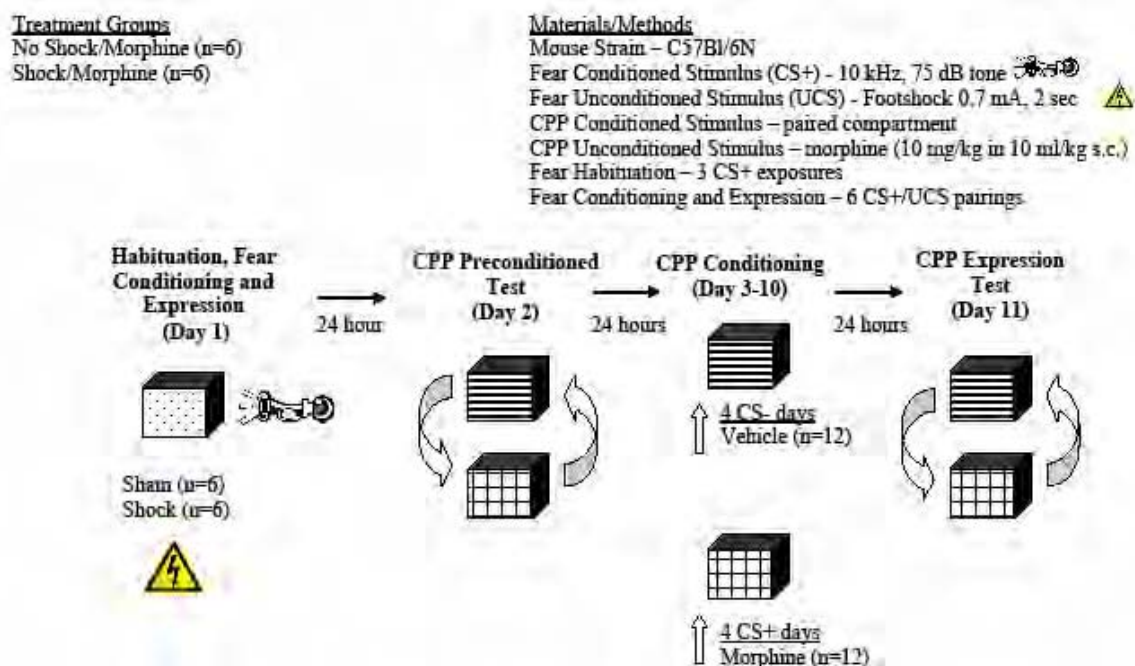 Treatment Groups
No Shock/Morphine (n=6)
Shock/Morphine (n=6)
Materials/Methods
Mouse Strain – C57Bl/6N
Fear Conditioned Stimulus (CS+) - 10 kHz, 75 dB tone
Fear Unconditioned Stimulus (UCS) - Footshock 0.7 mA, 2 sec
CPP Conditioned Stimulus – paired compartment
CPP Unconditioned Stimulus – morphine (10 mg/kg in 10 ml/kg s.c.)
Fear Habituation – 3 CS+ exposures
Fear Conditioning and Expression – 6 CS+/UCS pairings
Habituation, Fear
Conditioning and
Expression
(Day 1)
24 hour
Sham (n=6)
Shock (n=6)
CPP Preconditioned
Test
(Day 2)
24 hours
CPP Conditioning
(Day 3-10)
4 CS- days
Vehicle (n=12)
4 CS+ days
Morphine (n=12)
24 hours
CPP Expression
Test
(Day 11)